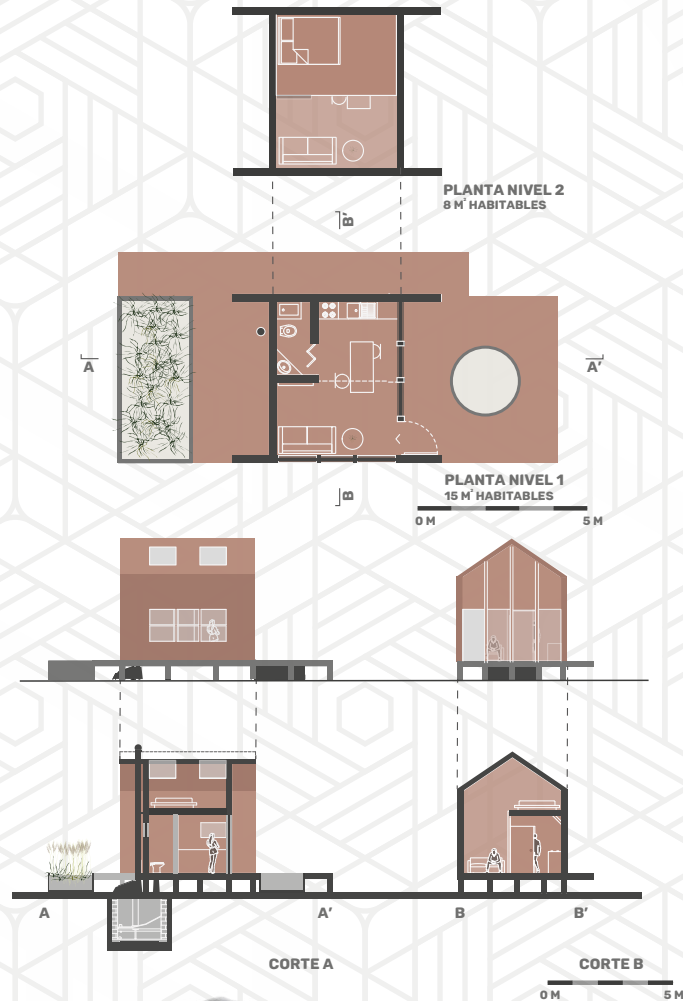 PLANTA NIVEL 2
8 M² HABITABLES
B'
A
A'
PLANTA NIVEL 1
15 M² HABITABLES
B
0 M 5 M
A
A'
B
B'
CORTE A
CORTE B
0 M 5 M